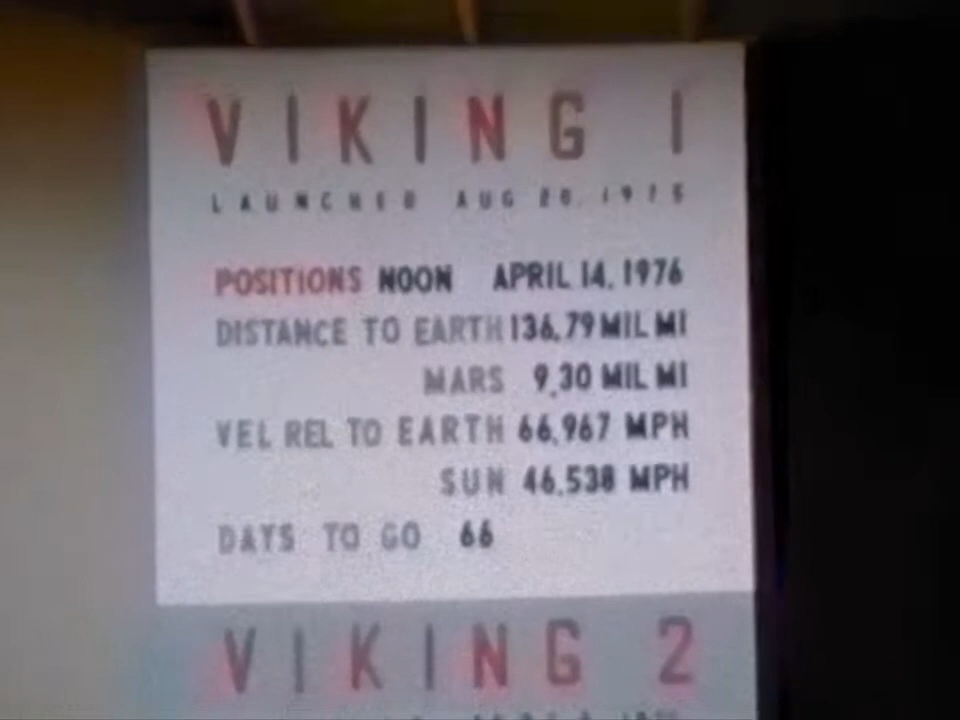 VIKING 1
LAUNCHED AUG 20, 1975
POSITIONS NOON APRIL 14, 1976
DISTANCE TO EARTH 136.79 MIL MI
MARS 9.30 MIL MI
VEL REL TO EARTH 66,967 MPH
SUN 46,538 MPH
DAYS TO GO 66
VIKING 2